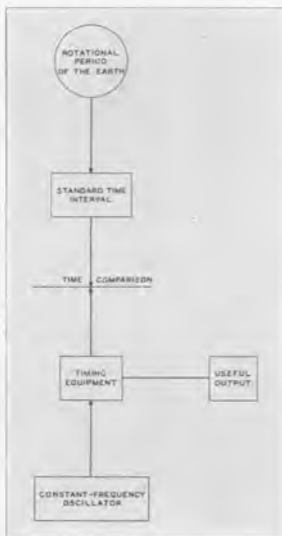 ROTATIONAL
PERIOD
OF THE EARTH
STANDARD TIME
INTERVAL
TIME COMPARISON
TIMING
EQUIPMENT
USEFUL
OUTPUT
CONSTANT-FREQUENCY
OSCILLATOR